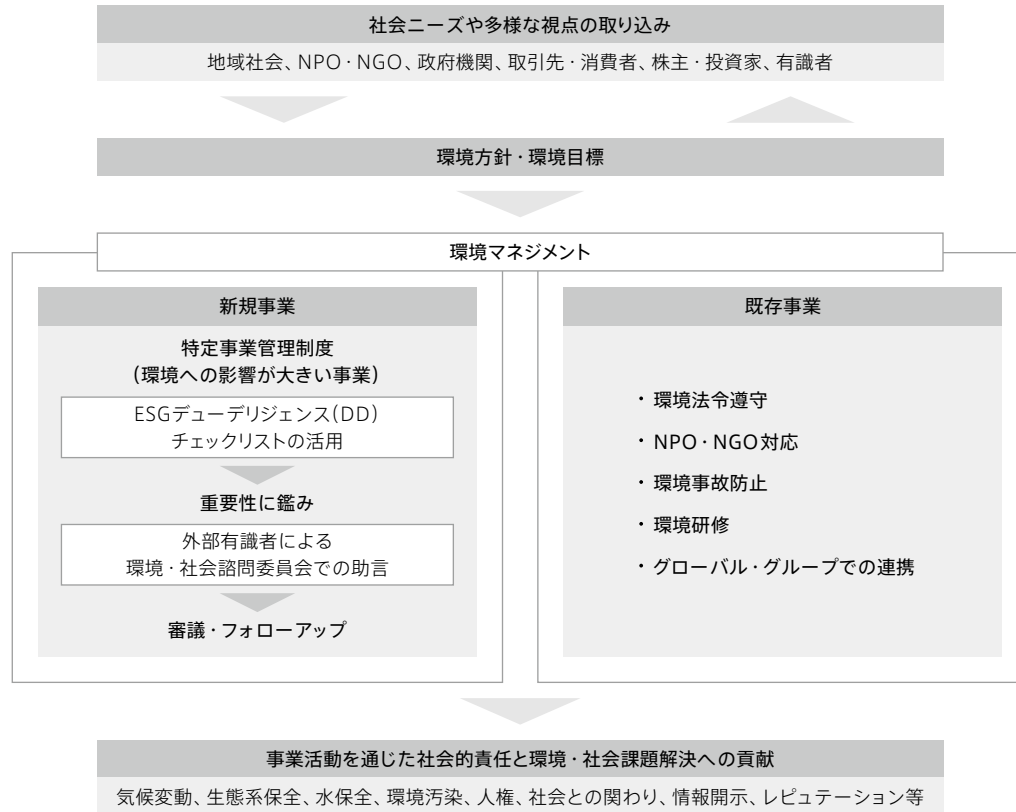 社会ニーズや多様な視点の取り込み
地域社会、NPO・NGO、政府機関、取引先・消費者、株主・投資家、有識者
環境方針・環境目標
環境マネジメント
新規事業
特定事業管理制度
(環境への影響が大きい事業)
ESGデューデリジェンス(DD)
チェックリストの活用
重要性に鑑み
外部有識者による
環境・社会諮問委員会での助言
審議・フォローアップ
既存事業
・環境法令遵守
・NPO・NGO対応
・環境事故防止
・環境研修
・グローバル・グループでの連携
事業活動を通じた社会的責任と環境・社会課題解決への貢献
気候変動、生態系保全、水保全、環境汚染、人権、社会との関わり、情報開示、レピュテーション等